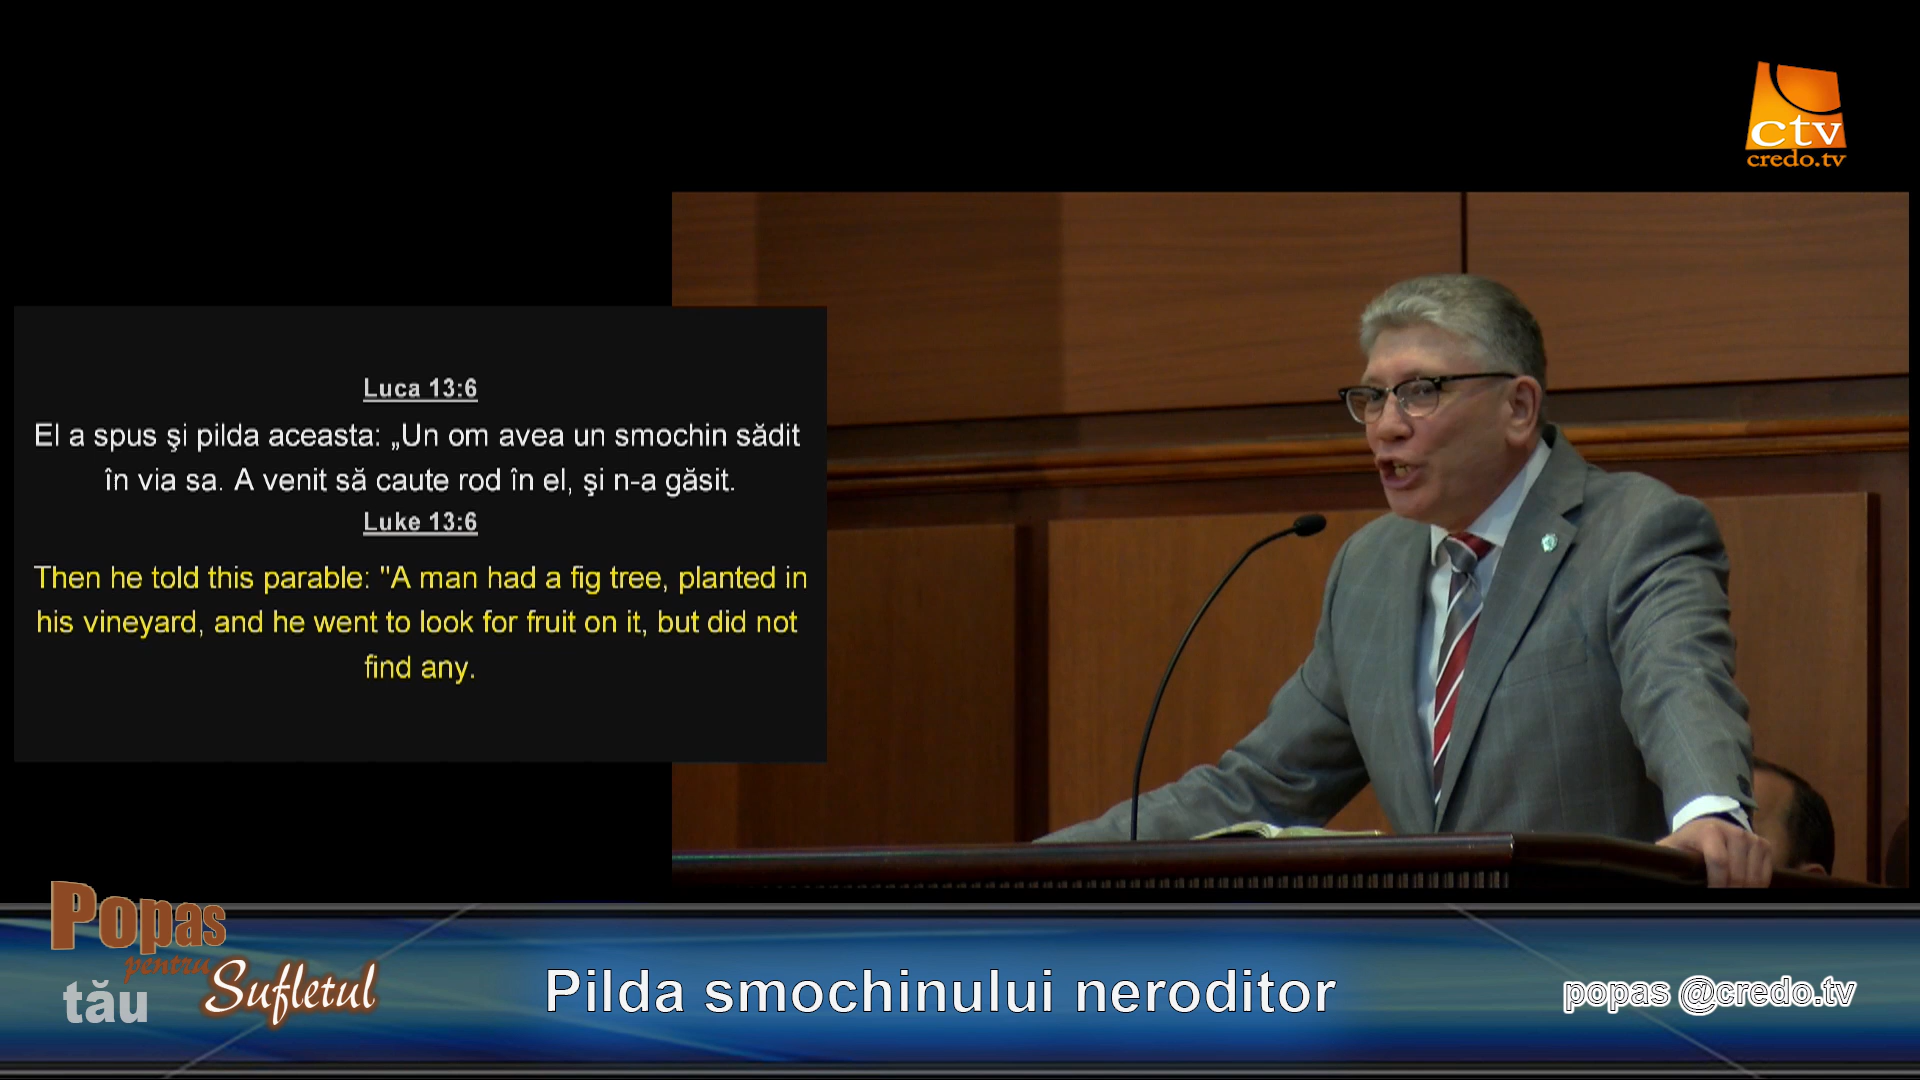 ctv
credo.tv
Luca 13:6
El a spus şi pilda aceasta: „Un om avea un smochin sădit
în via sa. A venit să caute rod în el, şi n-a găsit.
Luke 13:6
Then he told this parable: "A man had a fig tree, planted in
his vineyard, and he went to look for fruit on it, but did not
find any.
Popas
pentru
Sufletul
tău
Pilda smochinului neroditor
popas @credo.tv